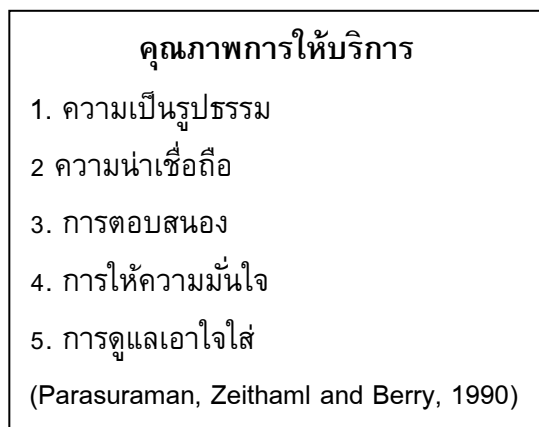 คุณภาพการให้บริการ
1. ความเป็นรูปธรรม
2 ความน่าเชื่อถือ
3. การตอบสนอง
4. การให้ความมั่นใจ
5. การดูแลเอาใจใส่
(Parasuraman, Zeithaml and Berry, 1990)